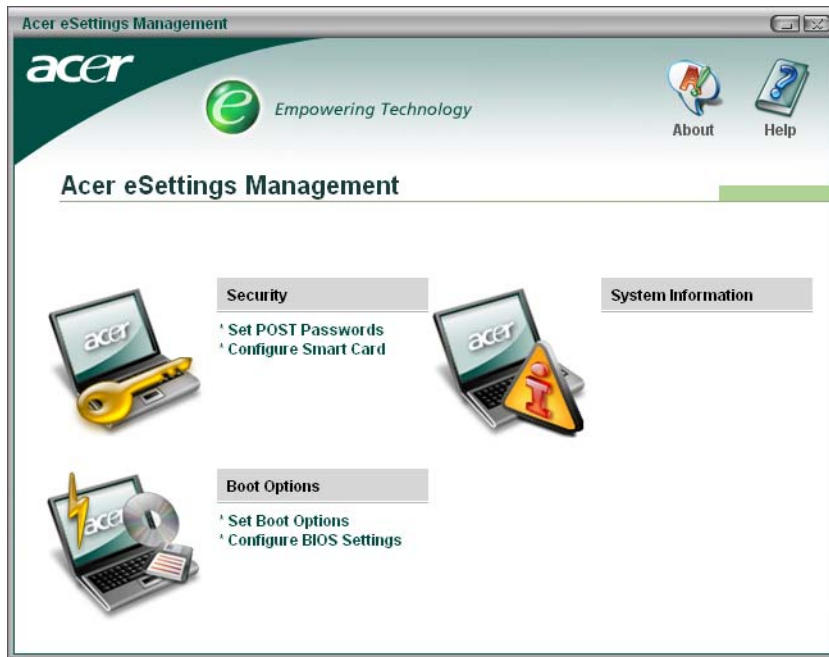 Acer eSettings Management
acer
e Empowering Technology
About
Help
Acer eSettings Management
acer
Security
* Set POST Passwords
* Configure Smart Card
acer
i
System Information
acer
Boot Options
* Set Boot Options
* Configure BIOS Settings